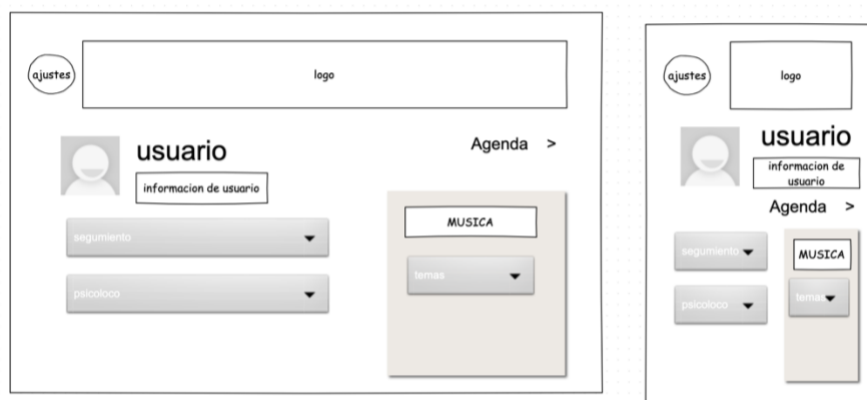 ajustes
logo
usuario
informacion de usuario
Agenda >
segumiento
psicoloco
MUSICA
temas
ajustes
logo
usuario
informacion de
usuario
Agenda >
segumiento
psicoloco
MUSICA
temas